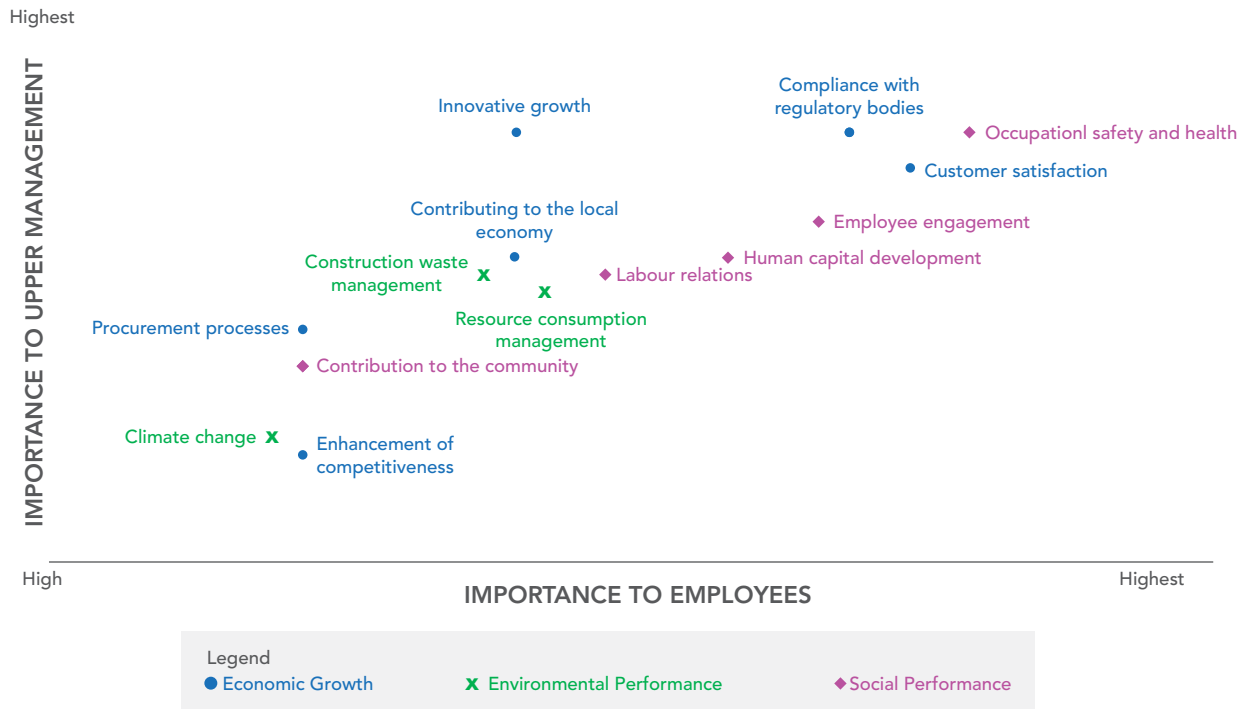 Highest
IMPORTANCE TO UPPER MANAGEMENT
Innovative growth
Compliance with
regulatory bodies
Occupationl safety and health
Customer satisfaction
Contributing to the local
economy
Employee engagement
Construction waste
management
Human capital development
Labour relations
Resource consumption
management
Procurement processes
Contribution to the community
Climate change
Enhancement of
competitiveness
High
Highest
IMPORTANCE TO EMPLOYEES
Legend
Economic Growth
x Environmental Performance
Social Performance